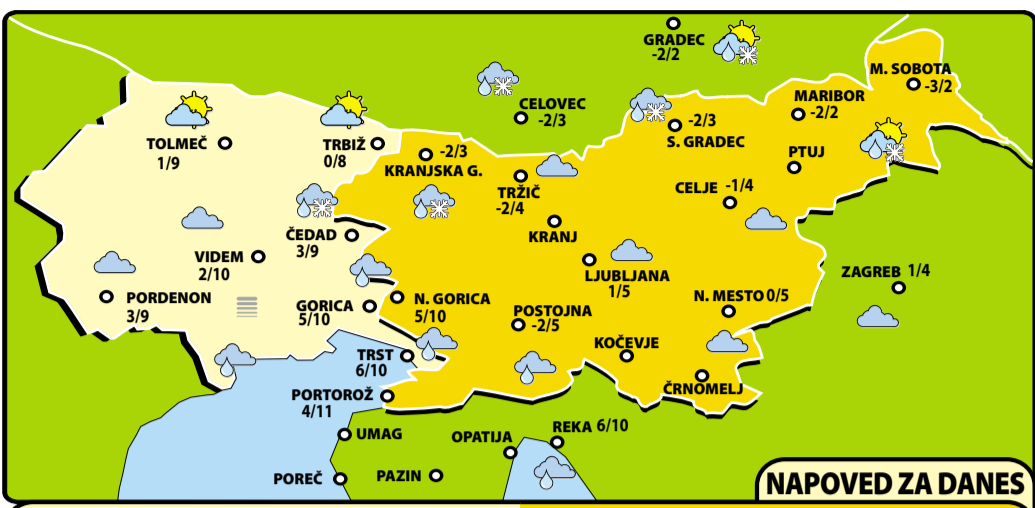 GRADEC
-2/2
M. SOBOTA
-3/2
CELOVEC
-2/3
MARIBOR
-2/2
-2/3
S. GRADEC
TOLMEČ
1/9
TRBIŽ
0/8
-2/3
KRANJSKA G.
PTUJ
TRŽIČ
-2/4
CELJE -1/4
ČEDAD
3/9
KRANJ
VIDEM
2/10
LJUBLJANA
1/5
ZAGREB 1/4
PORDENON
3/9
GORICA
5/10
N. GORICA
5/10
POSTOJNA
-2/5
N. MESTO 0/5
KOČEVJE
TRST
6/10
ČRNOMELJ
PORTOROŽ
4/11
UMAG
OPATIJA
REKA 6/10
POREČ
PAZIN
NAPOVED ZA DANES